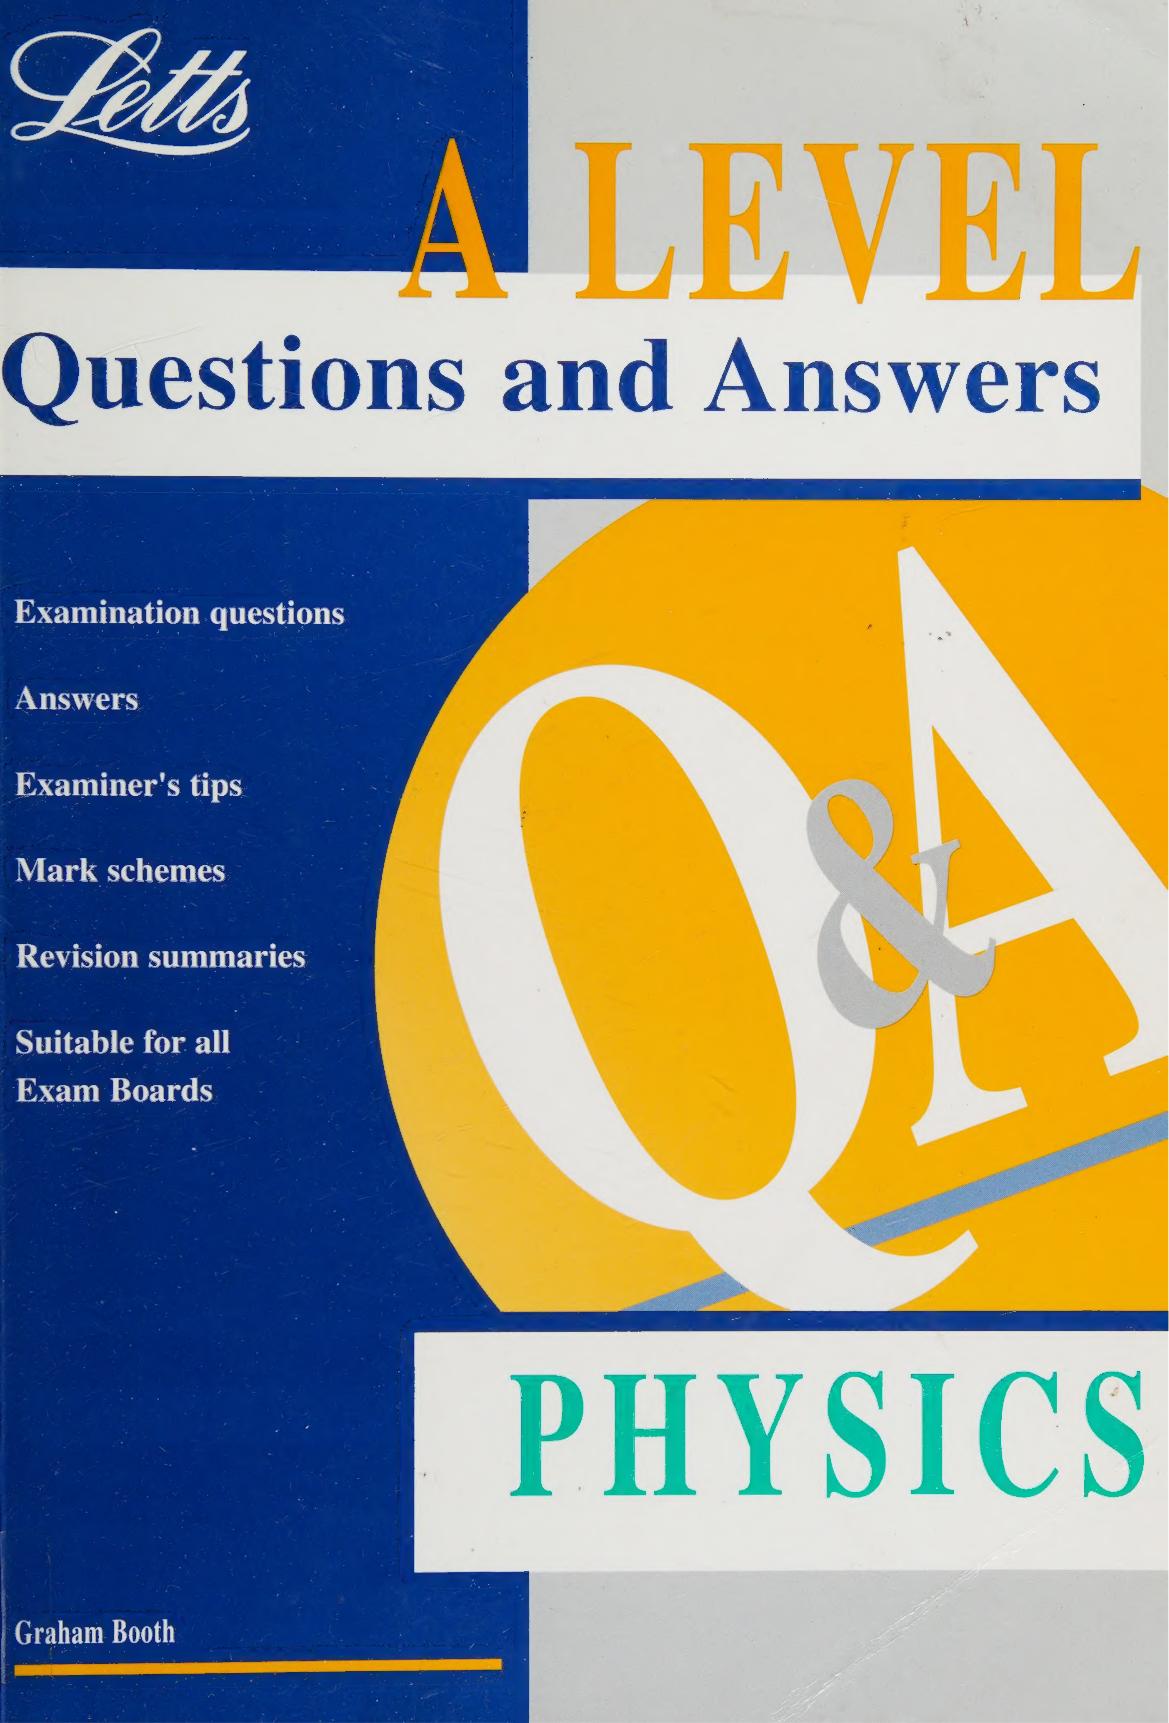 Letts
A LEVEL
Questions and Answers
Examination questions
Answers
Examiner's tips
Mark schemes
Revision summaries
Suitable for all
Exam Boards
Q&A
PHYSICS
Graham Booth